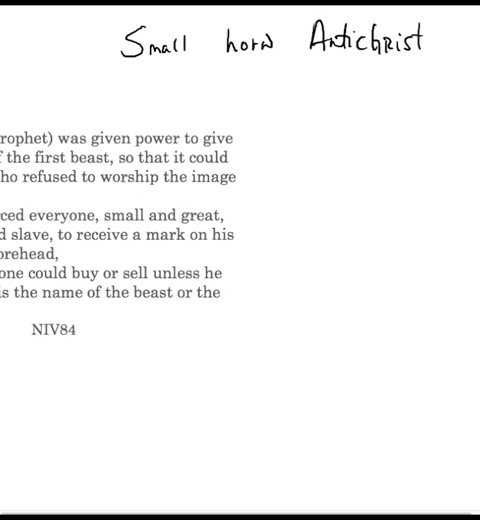 Small horn Antichrist
rophet) was given power to give
f the first beast, so that it could
ho refused to worship the image
ced everyone, small and great,
d slave, to receive a mark on his
orehead,
one could buy or sell unless he
is the name of the beast or the
NIV84